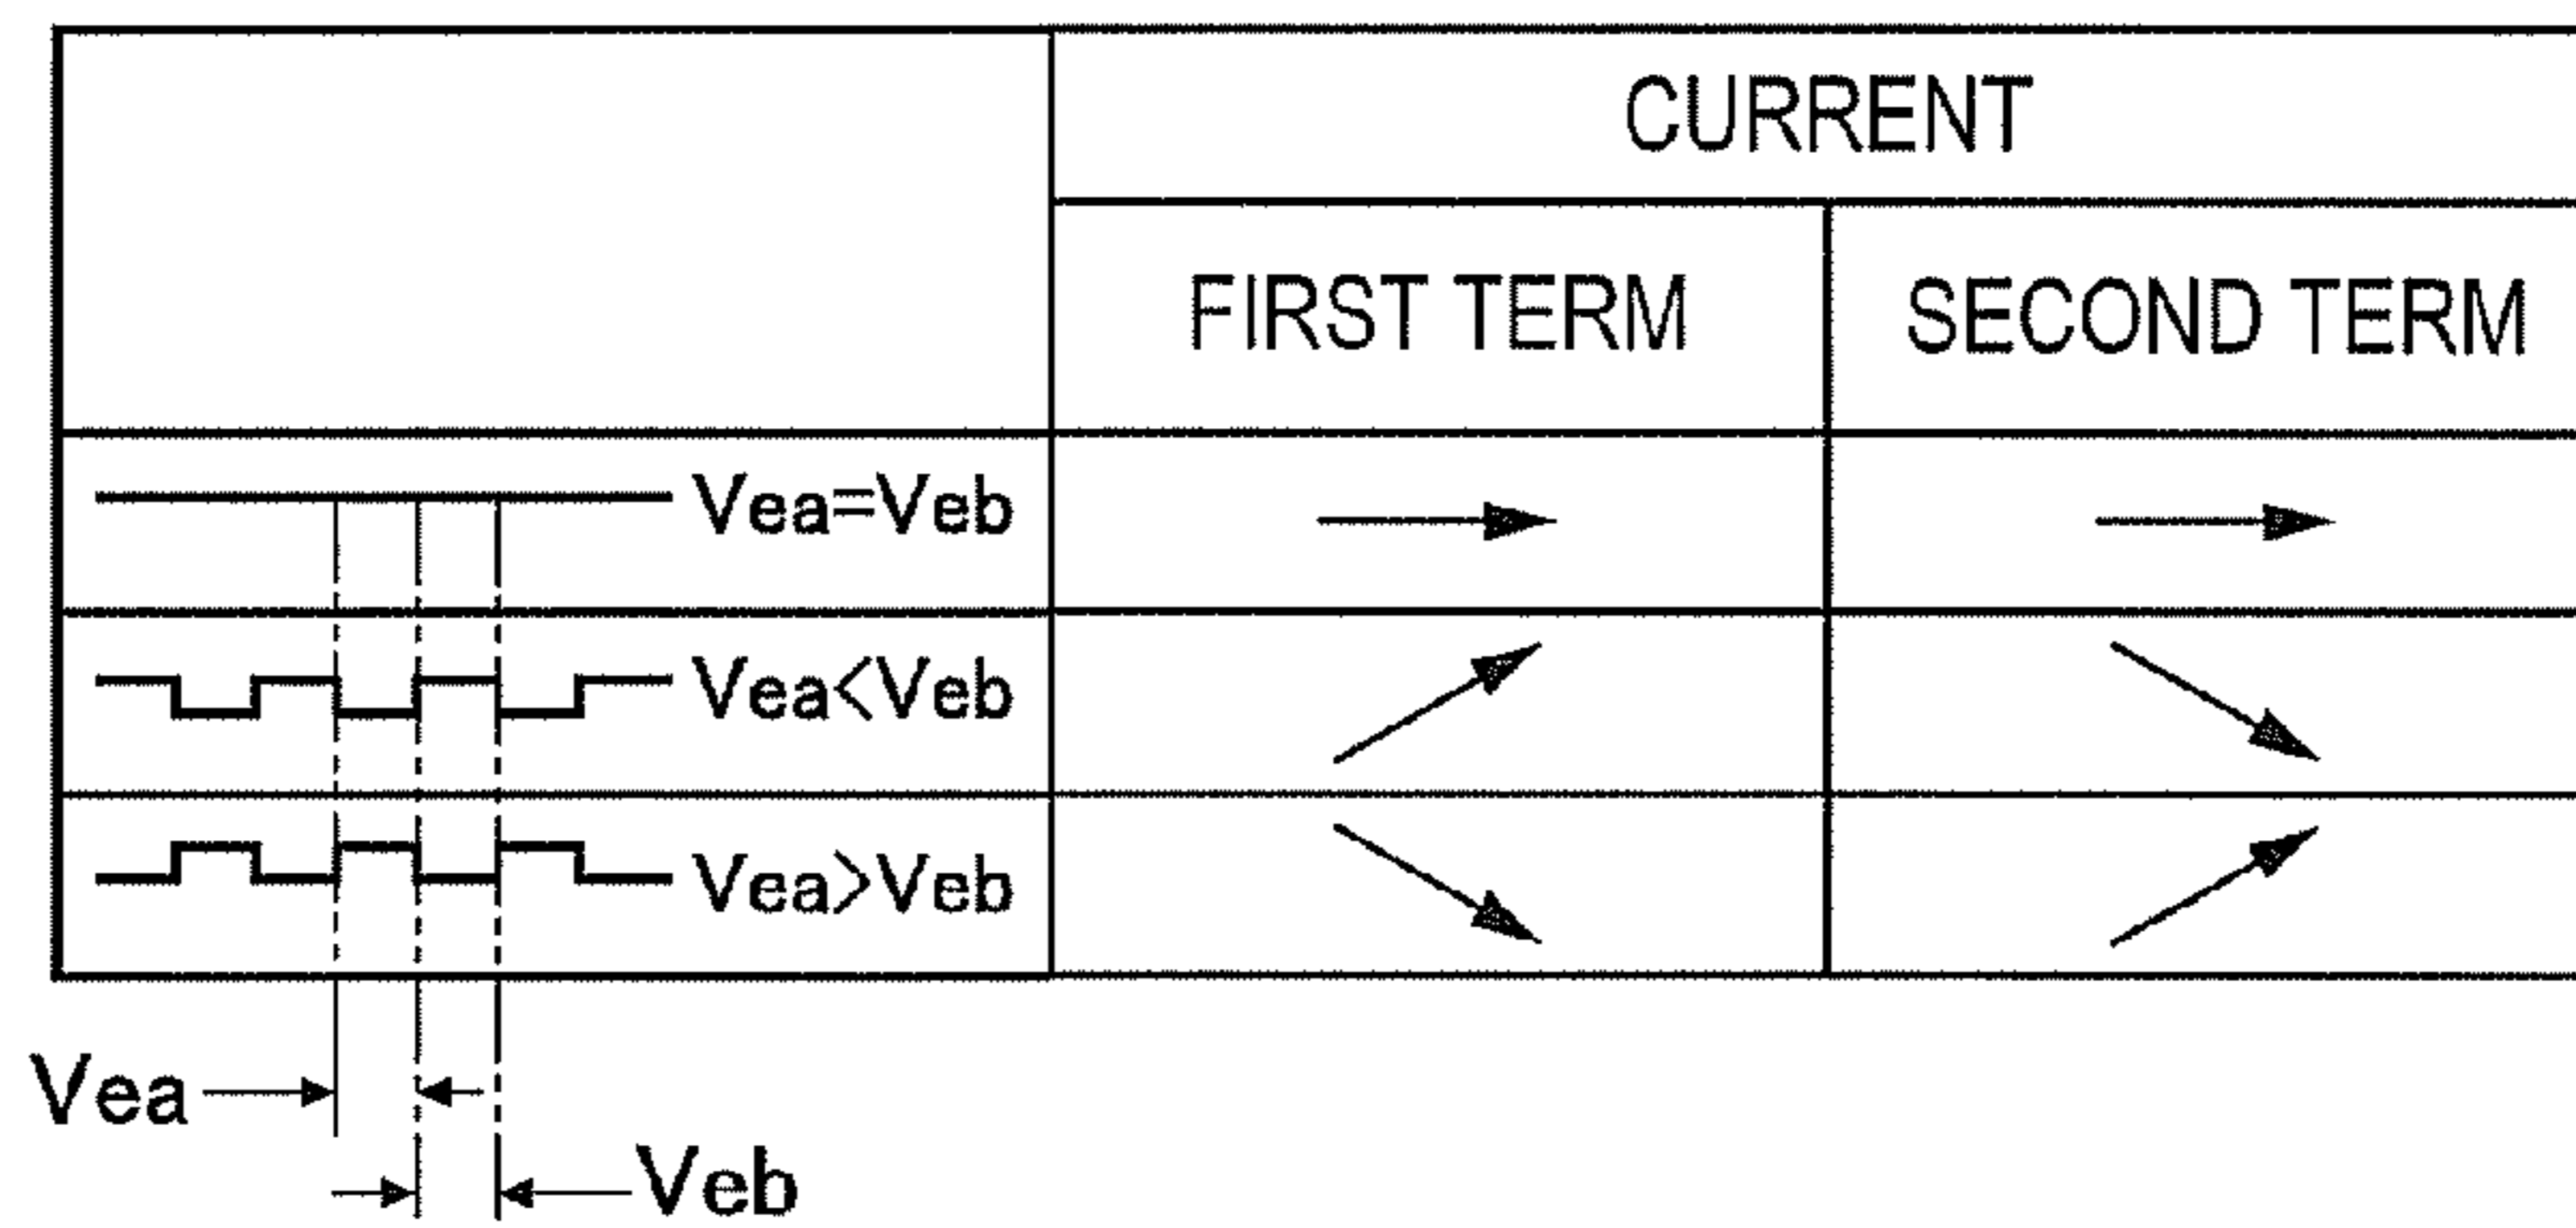 CURRENT
FIRST TERM
SECOND TERM
Vea=Veb
Vea<Veb
Vea>Veb
Vea
Veb